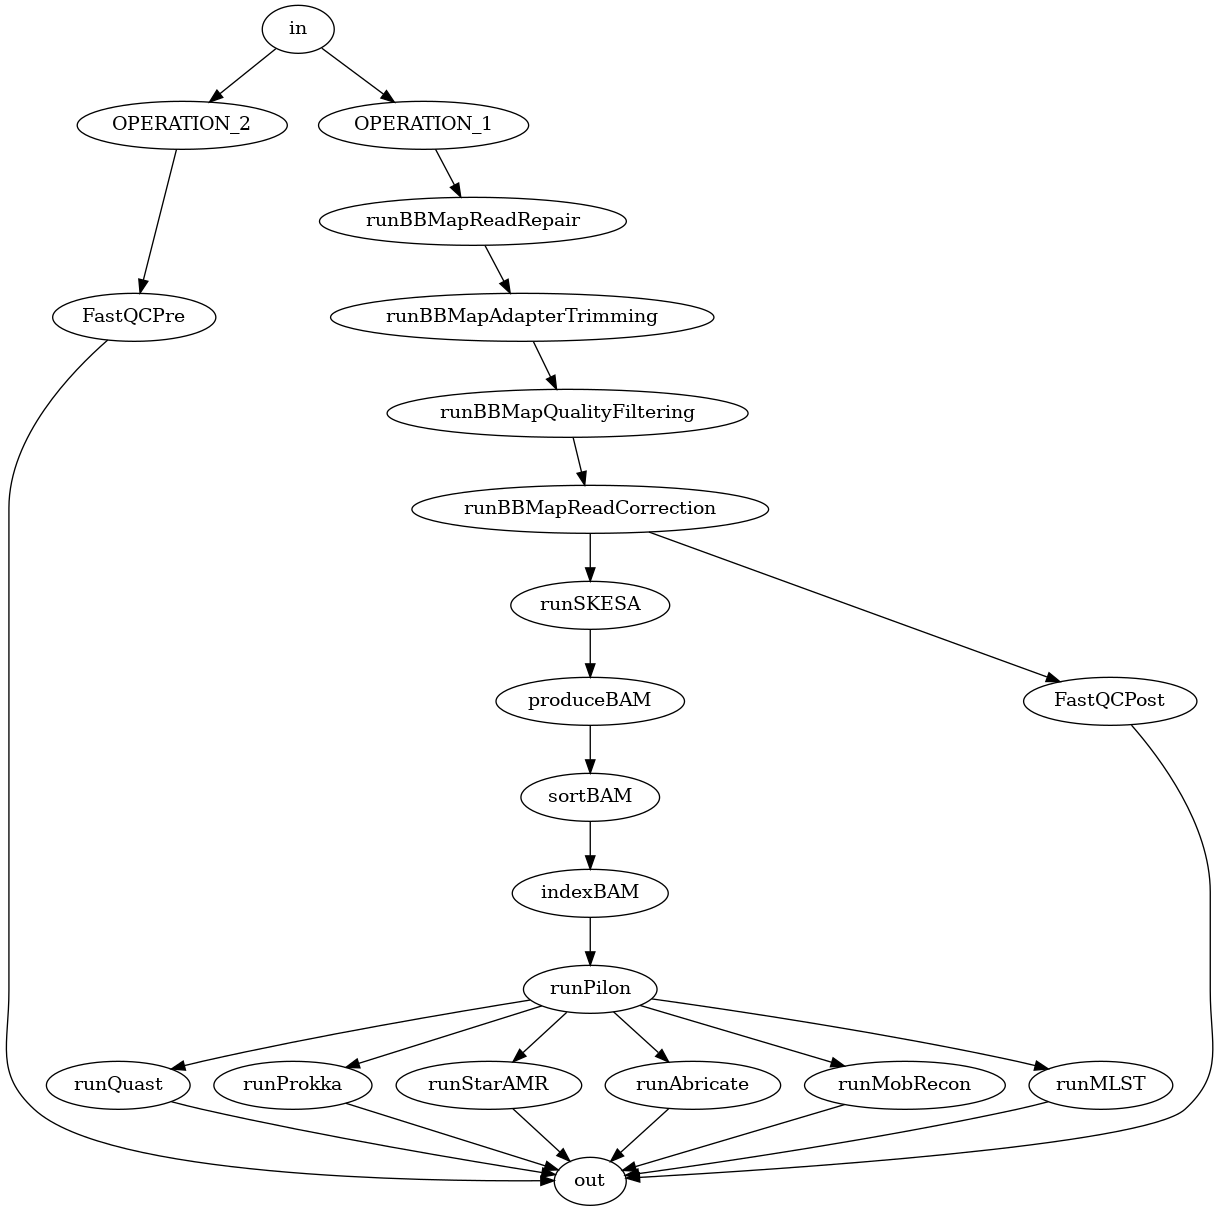 in
OPERATION_2
OPERATION_1
runBBMapReadRepair
FastQCPre
runBBMapAdapterTrimming
runBBMapQualityFiltering
runBBMapReadCorrection
runSKESA
produceBAM
FastQCPost
sortBAM
indexBAM
runPilon
runQuast
runProkka
runStarAMR
runAbricate
runMobRecon
runMLST
out